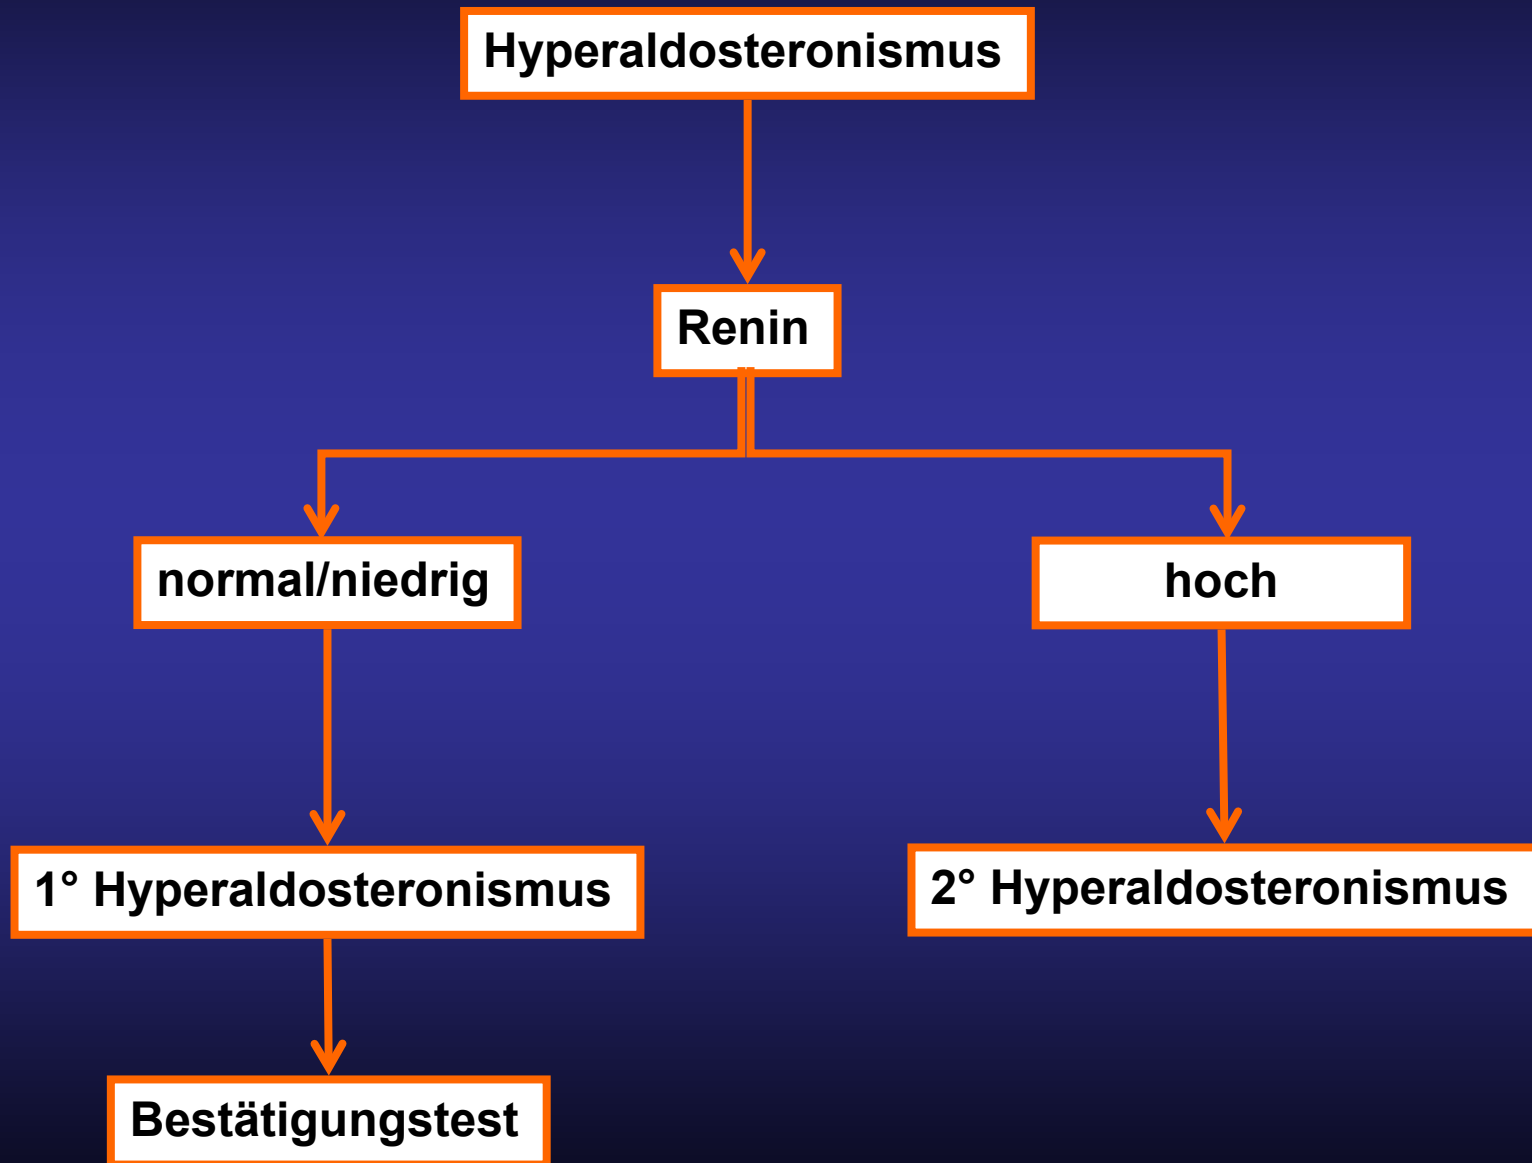 Hyperaldosteronismus
Renin
normal/niedrig
hoch
1° Hyperaldosteronismus
2° Hyperaldosteronismus
Bestätigungstest